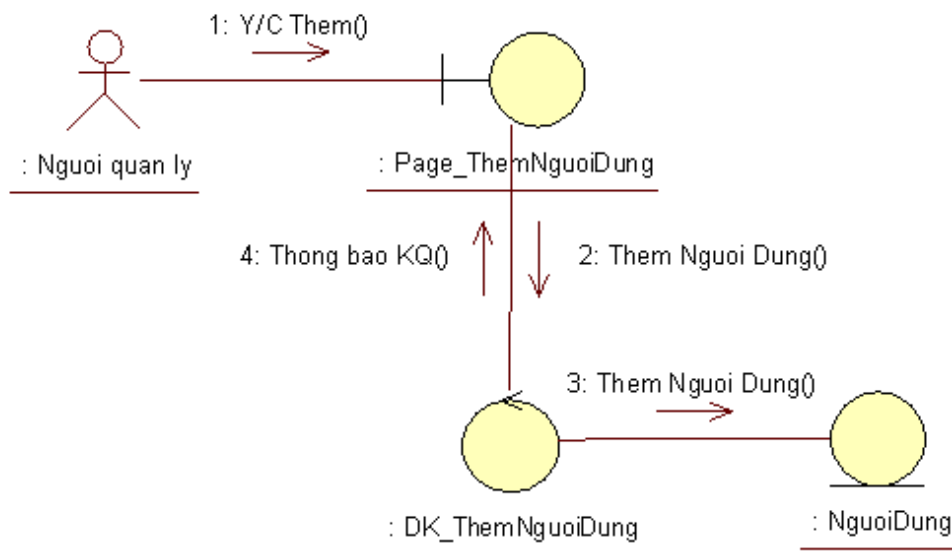 1: Y/C Them()
: Nguoi quan ly
: Page_ThemNguoiDung
4: Thong bao KQ()
2: Them Nguoi Dung()
3: Them Nguoi Dung()
: DK_ThemNguoiDung
: NguoiDung